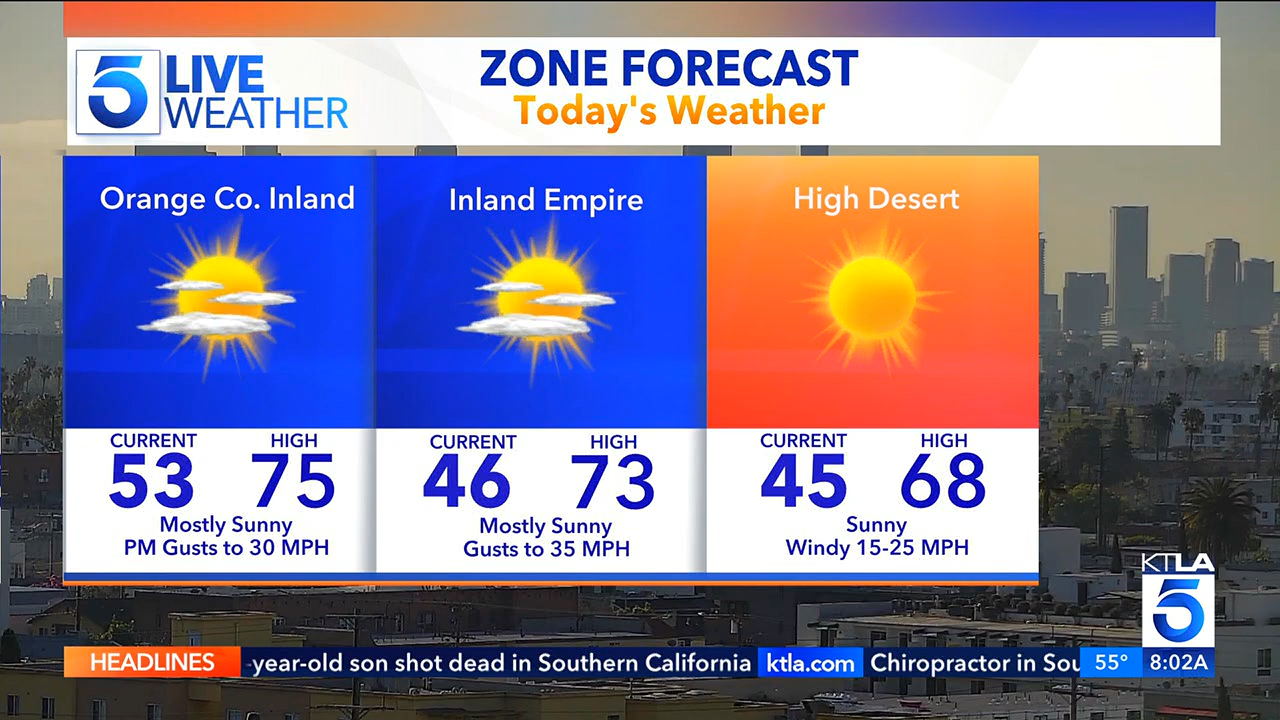 5 LIVE WEATHER
ZONE FORECAST
Today's Weather
Orange Co. Inland
CURRENT HIGH
53 75
Mostly Sunny
PM Gusts to 30 MPH
Inland Empire
CURRENT HIGH
46 73
Mostly Sunny
Gusts to 35 MPH
High Desert
CURRENT HIGH
45 68
Sunny
Windy 15-25 MPH
KTLA
5
HEADLINES -year-old son shot dead in Southern California ktla.com Chiropractor in Sou 55° 8:02A